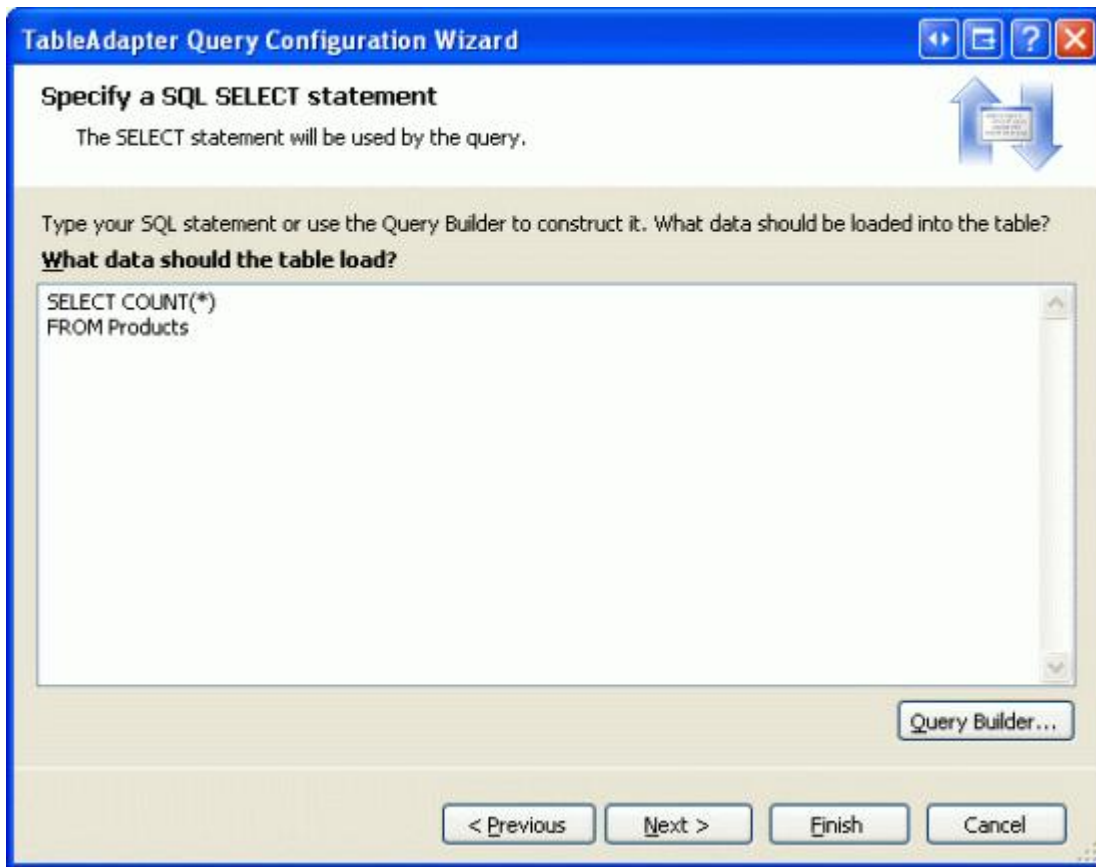 TableAdapter Query Configuration Wizard
Specify a SQL SELECT statement
The SELECT statement will be used by the query.
Type your SQL statement or use the Query Builder to construct it. What data should be loaded into the table?
What data should the table load?
SELECT COUNT(*)
FROM Products
Query Builder...
< Previous
Next >
Finish
Cancel